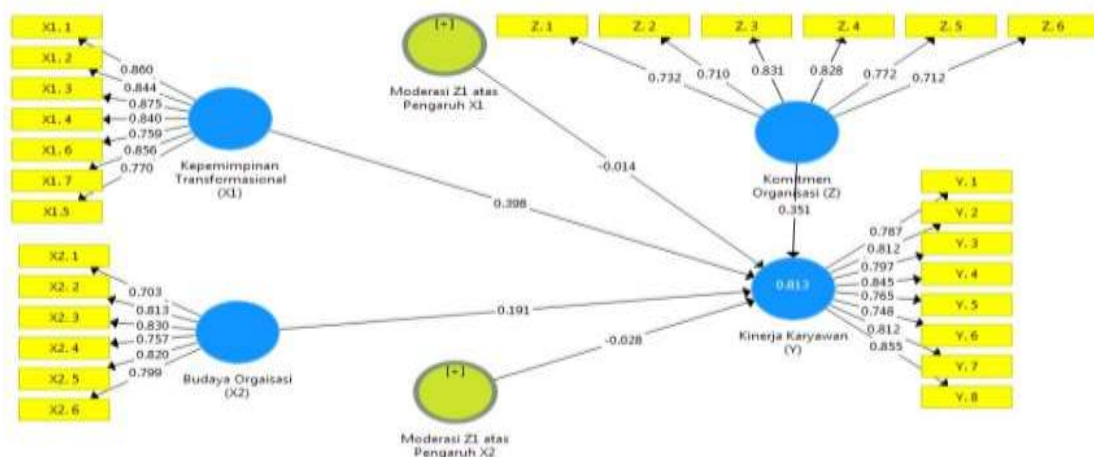 X1. 1
X1. 2
X1. 3
X1. 4
X1. 6
X1. 7
X1.5
0.860
0.844
0.875
0.840
0.759
0.856
0.770
Kepemimpinan
Transformasional
(X1)
[+]
Moderasi Z1 atas
Pengaruh X1
Z. 1
Z. 2
Z. 3
Z. 4
Z. 5
Z. 6
0.732
0.710
0.831
0.828
0.772
0.712
Komitmen
Organisasi (Z)
-0.014
0.398
0.351
X2. 1
X2. 2
X2. 3
X2. 4
X2. 5
X2. 6
0.703
0.813
0.830
0.757
0.820
0.799
Budaya Orgaisasi
(X2)
0.191
-0.028
[+]
Moderasi Z1 atas
Pengaruh X2
0.813
Kinerja Karyawan
(Y)
0.787
0.812
0.797
0.845
0.765
0.748
0.812
0.855
Y. 1
Y. 2
Y. 3
Y. 4
Y. 5
Y. 6
Y. 7
Y. 8